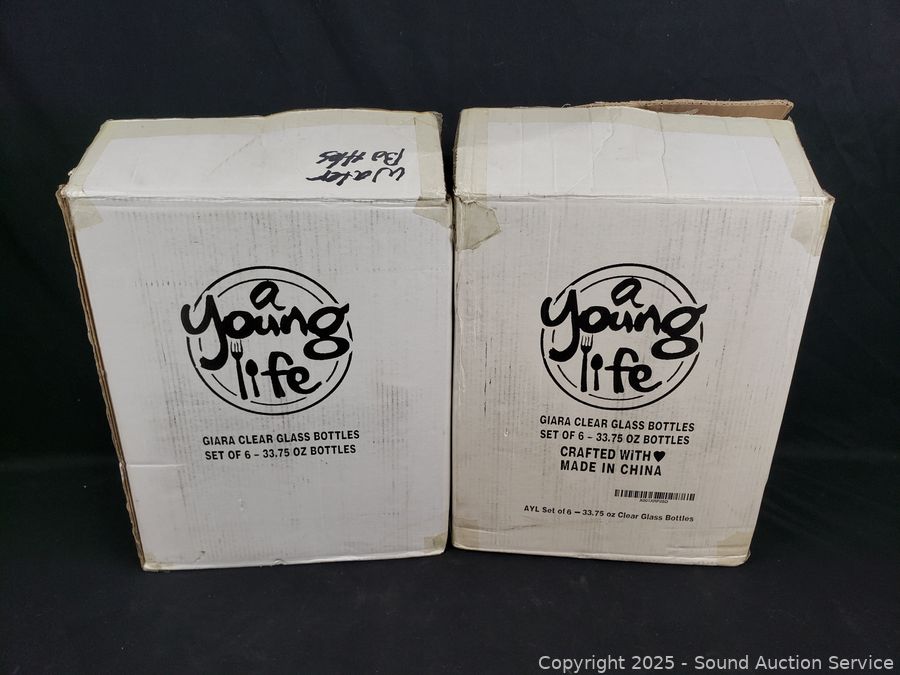 Water
Bottles
a
Young
life
GIARA CLEAR GLASS BOTTLES
SET OF 6 – 33.75 OZ BOTTLES
a
Young
life
GIARA CLEAR GLASS BOTTLES
SET OF 6 – 33.75 OZ BOTTLES
CRAFTED WiTH ♥
MADE IN CHINA
AYL Set of 6 – 33.75 oz Clear Glass Bottles
Copyright 2025 - Sound Auction Service